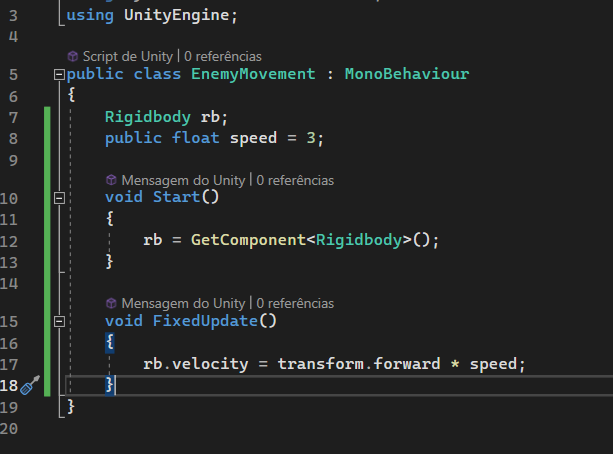 3 using UnityEngine;
4
Script de Unity | 0 referências
5 public class EnemyMovement : MonoBehaviour
6 {
7 Rigidbody rb;
8 public float speed = 3;
9
Mensagem do Unity | 0 referências
10 void Start()
11 {
12 rb = GetComponent<Rigidbody>();
13 }
14
Mensagem do Unity | 0 referências
15 void FixedUpdate()
16 {
17 rb.velocity = transform.forward * speed;
18 }
19 }
20